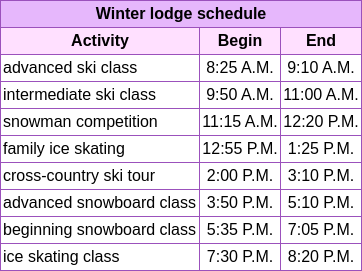 Winter lodge schedule
Activity Begin End
advanced ski class 8:25 A.M. 9:10 A.M.
intermediate ski class 9:50 A.M. 11:00 A.M.
snowman competition 11:15 A.M. 12:20 P.M.
family ice skating 12:55 P.M. 1:25 P.M.
cross-country ski tour 2:00 P.M. 3:10 P.M.
advanced snowboard class 3:50 P.M. 5:10 P.M.
beginning snowboard class 5:35 P.M. 7:05 P.M.
ice skating class 7:30 P.M. 8:20 P.M.